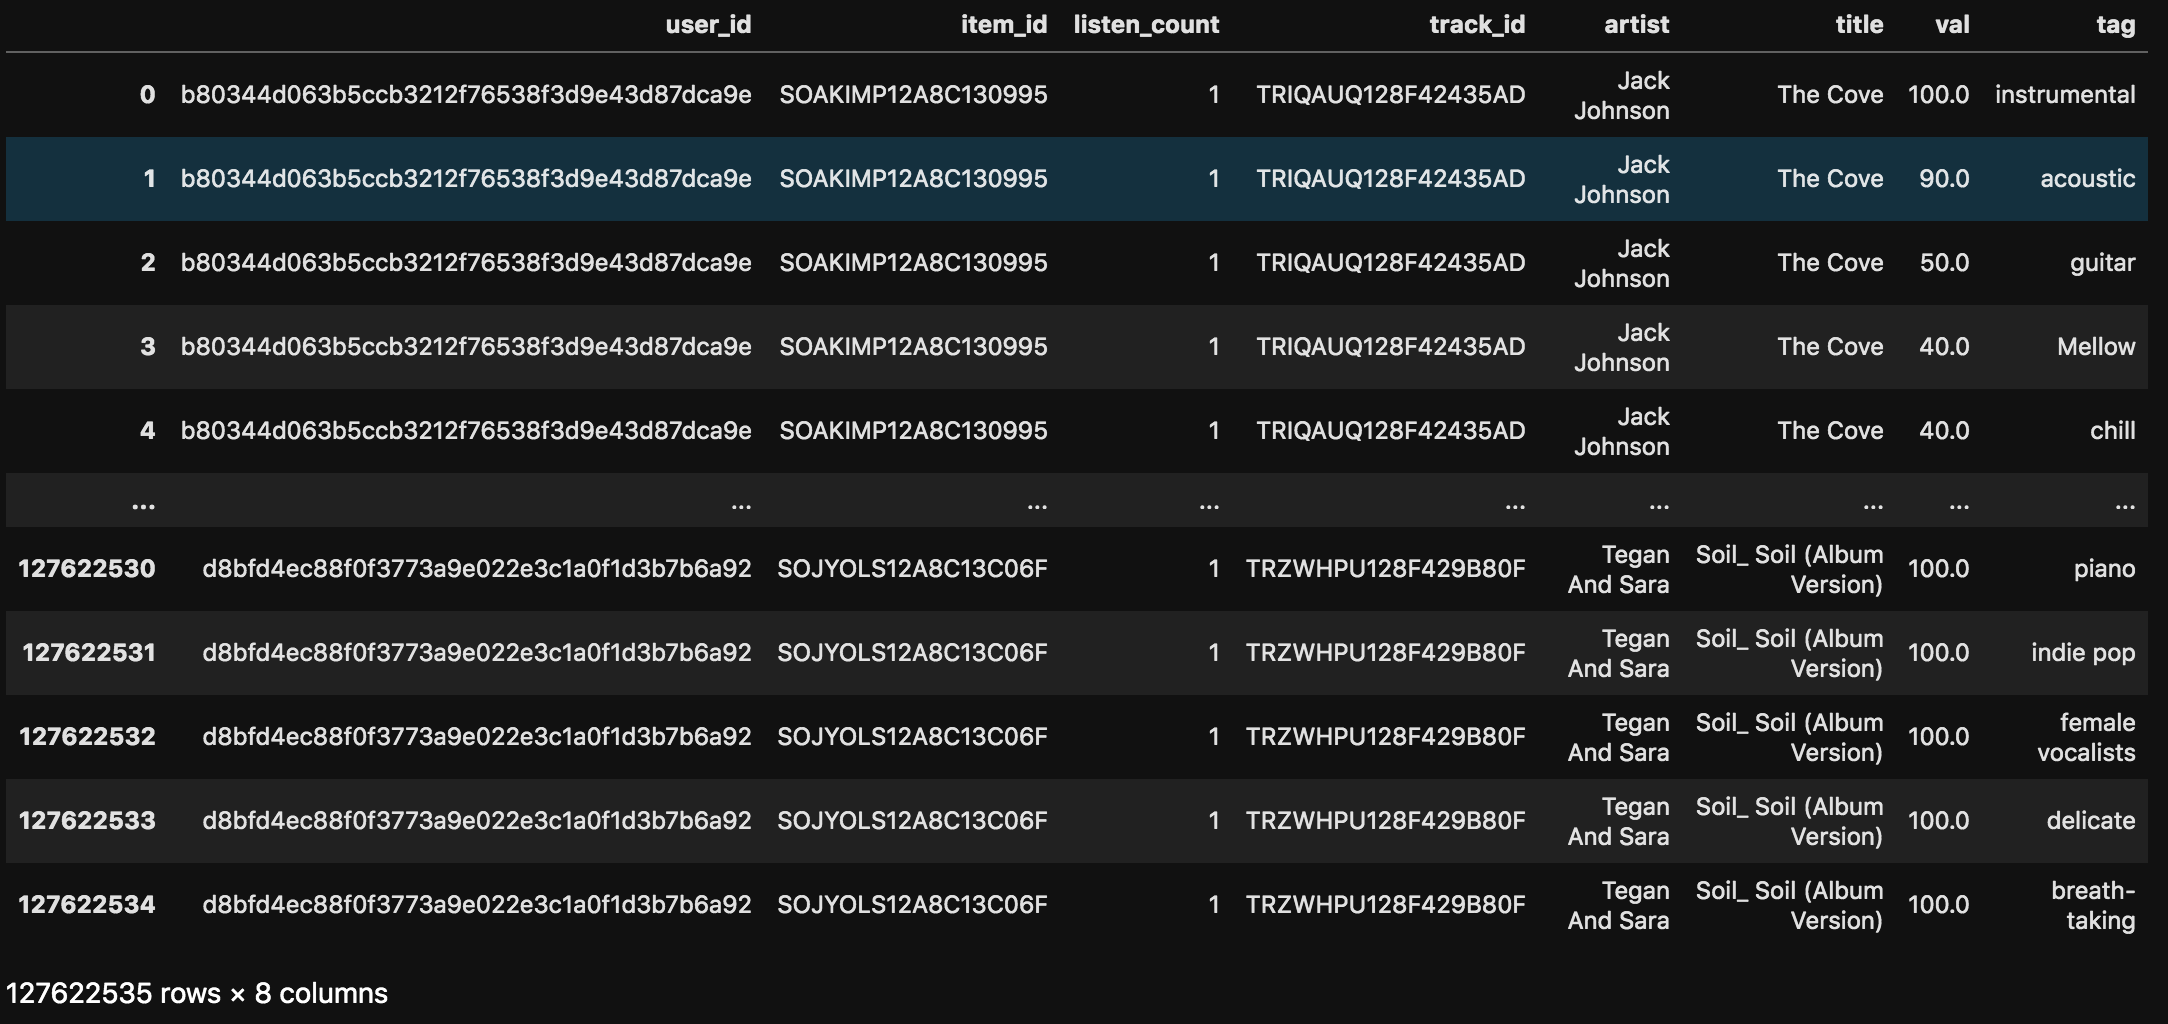 user_id item_id listen_count track_id artist title val tag
0 b80344d063b5ccb3212f76538f3d9e43d87dca9e SOAKIMP12A8C130995 1 TRIQAUQ128F42435AD Jack Johnson The Cove 100.0 instrumental
1 b80344d063b5ccb3212f76538f3d9e43d87dca9e SOAKIMP12A8C130995 1 TRIQAUQ128F42435AD Jack Johnson The Cove 90.0 acoustic
2 b80344d063b5ccb3212f76538f3d9e43d87dca9e SOAKIMP12A8C130995 1 TRIQAUQ128F42435AD Jack Johnson The Cove 50.0 guitar
3 b80344d063b5ccb3212f76538f3d9e43d87dca9e SOAKIMP12A8C130995 1 TRIQAUQ128F42435AD Jack Johnson The Cove 40.0 Mellow
4 b80344d063b5ccb3212f76538f3d9e43d87dca9e SOAKIMP12A8C130995 1 TRIQAUQ128F42435AD Jack Johnson The Cove 40.0 chill
... ... ... ... ... ... ... ... ...
127622530 d8bfd4ec88f0f3773a9e022e3c1a0f1d3b7b6a92 SOJYOLS12A8C13C06F 1 TRZWHPU128F429B80F Tegan And Sara Soil_ Soil (Album Version) 100.0 piano
127622531 d8bfd4ec88f0f3773a9e022e3c1a0f1d3b7b6a92 SOJYOLS12A8C13C06F 1 TRZWHPU128F429B80F Tegan And Sara Soil_ Soil (Album Version) 100.0 indie pop
127622532 d8bfd4ec88f0f3773a9e022e3c1a0f1d3b7b6a92 SOJYOLS12A8C13C06F 1 TRZWHPU128F429B80F Tegan And Sara Soil_ Soil (Album Version) 100.0 female vocalists
127622533 d8bfd4ec88f0f3773a9e022e3c1a0f1d3b7b6a92 SOJYOLS12A8C13C06F 1 TRZWHPU128F429B80F Tegan And Sara Soil_ Soil (Album Version) 100.0 delicate
127622534 d8bfd4ec88f0f3773a9e022e3c1a0f1d3b7b6a92 SOJYOLS12A8C13C06F 1 TRZWHPU128F429B80F Tegan And Sara Soil_ Soil (Album Version) 100.0 breath-taking
127622535 rows × 8 columns